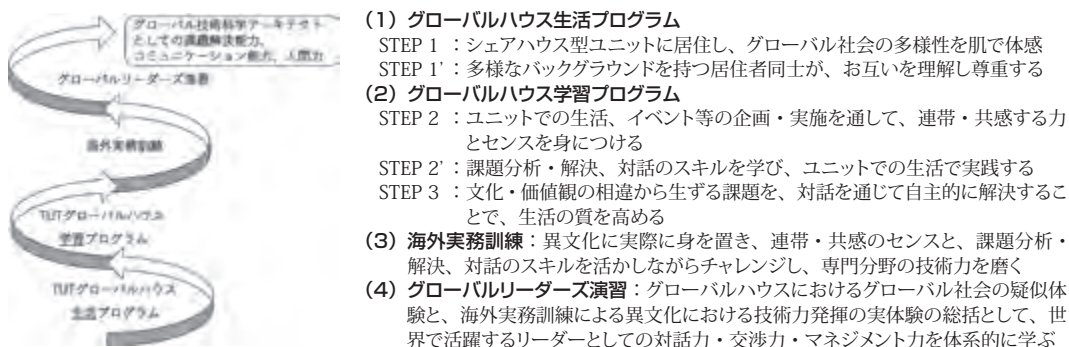 グローバル技術科学アーキテクト
としての課題解決能力、
コミュニケーション能力、人間力
グローバルリーダーズ演習
海外実務訓練
TUTグローバルハウス
学習プログラム
TUTグローバルハウス
生活プログラム
(1) グローバルハウス生活プログラム
STEP 1 :シェアハウス型ユニットに居住し、グローバル社会の多様性を肌で体感
STEP 1’:多様なバックグラウンドを持つ居住者同士が、お互いを理解し尊重する
(2) グローバルハウス学習プログラム
STEP 2 :ユニットでの生活、イベント等の企画・実施を通して、連帯・共感する力
とセンスを身につける
STEP 2’:課題分析・解決、対話のスキルを学び、ユニットでの生活で実践する
STEP 3 :文化・価値観の相違から生ずる課題を、対話を通じて自主的に解決するこ
とで、生活の質を高める
(3) 海外実務訓練:異文化に実際に身を置き、連帯・共感のセンスと、課題分析・
解決、対話のスキルを活かしながらチャレンジし、専門分野の技術力を磨く
(4) グローバルリーダーズ演習:グローバルハウスにおけるグローバル社会の疑似体
験と、海外実務訓練による異文化における技術力発揮の実体験の総括として、世
界で活躍するリーダーとしての対話力・交渉力・マネジメント力を体系的に学ぶ